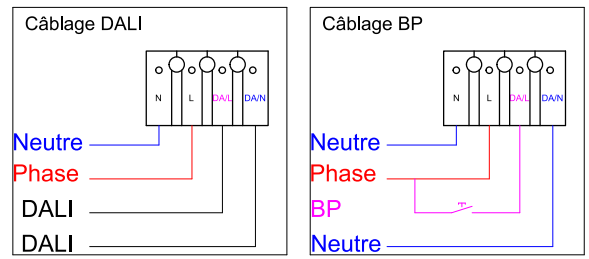 Câblage DALI
N L DA/L DA/N
Neutre
Phase
DALI
DALI
Câblage BP
N L DA/L DA/N
Neutre
Phase
BP
Neutre